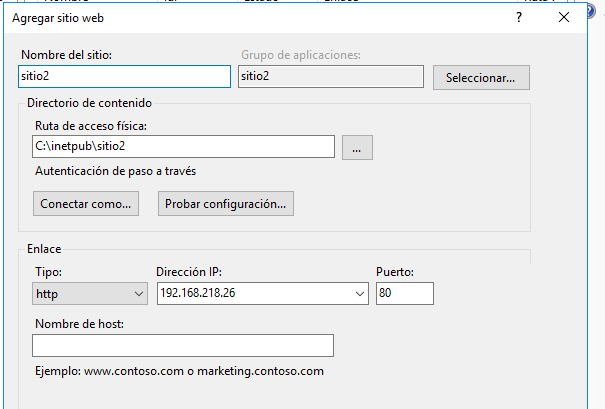 Agregar sitio web ? ×
Nombre del sitio: Grupo de aplicaciones:
sitio2 sitio2 Seleccionar...
Directorio de contenido
Ruta de acceso física:
C:\inetpub\sitio2 ...
Autenticación de paso a través
Conectar como... Probar configuración...
Enlace
Tipo: Dirección IP: Puerto:
http 192.168.218.26 80
Nombre de host:
Ejemplo: www.contoso.com o marketing.contoso.com